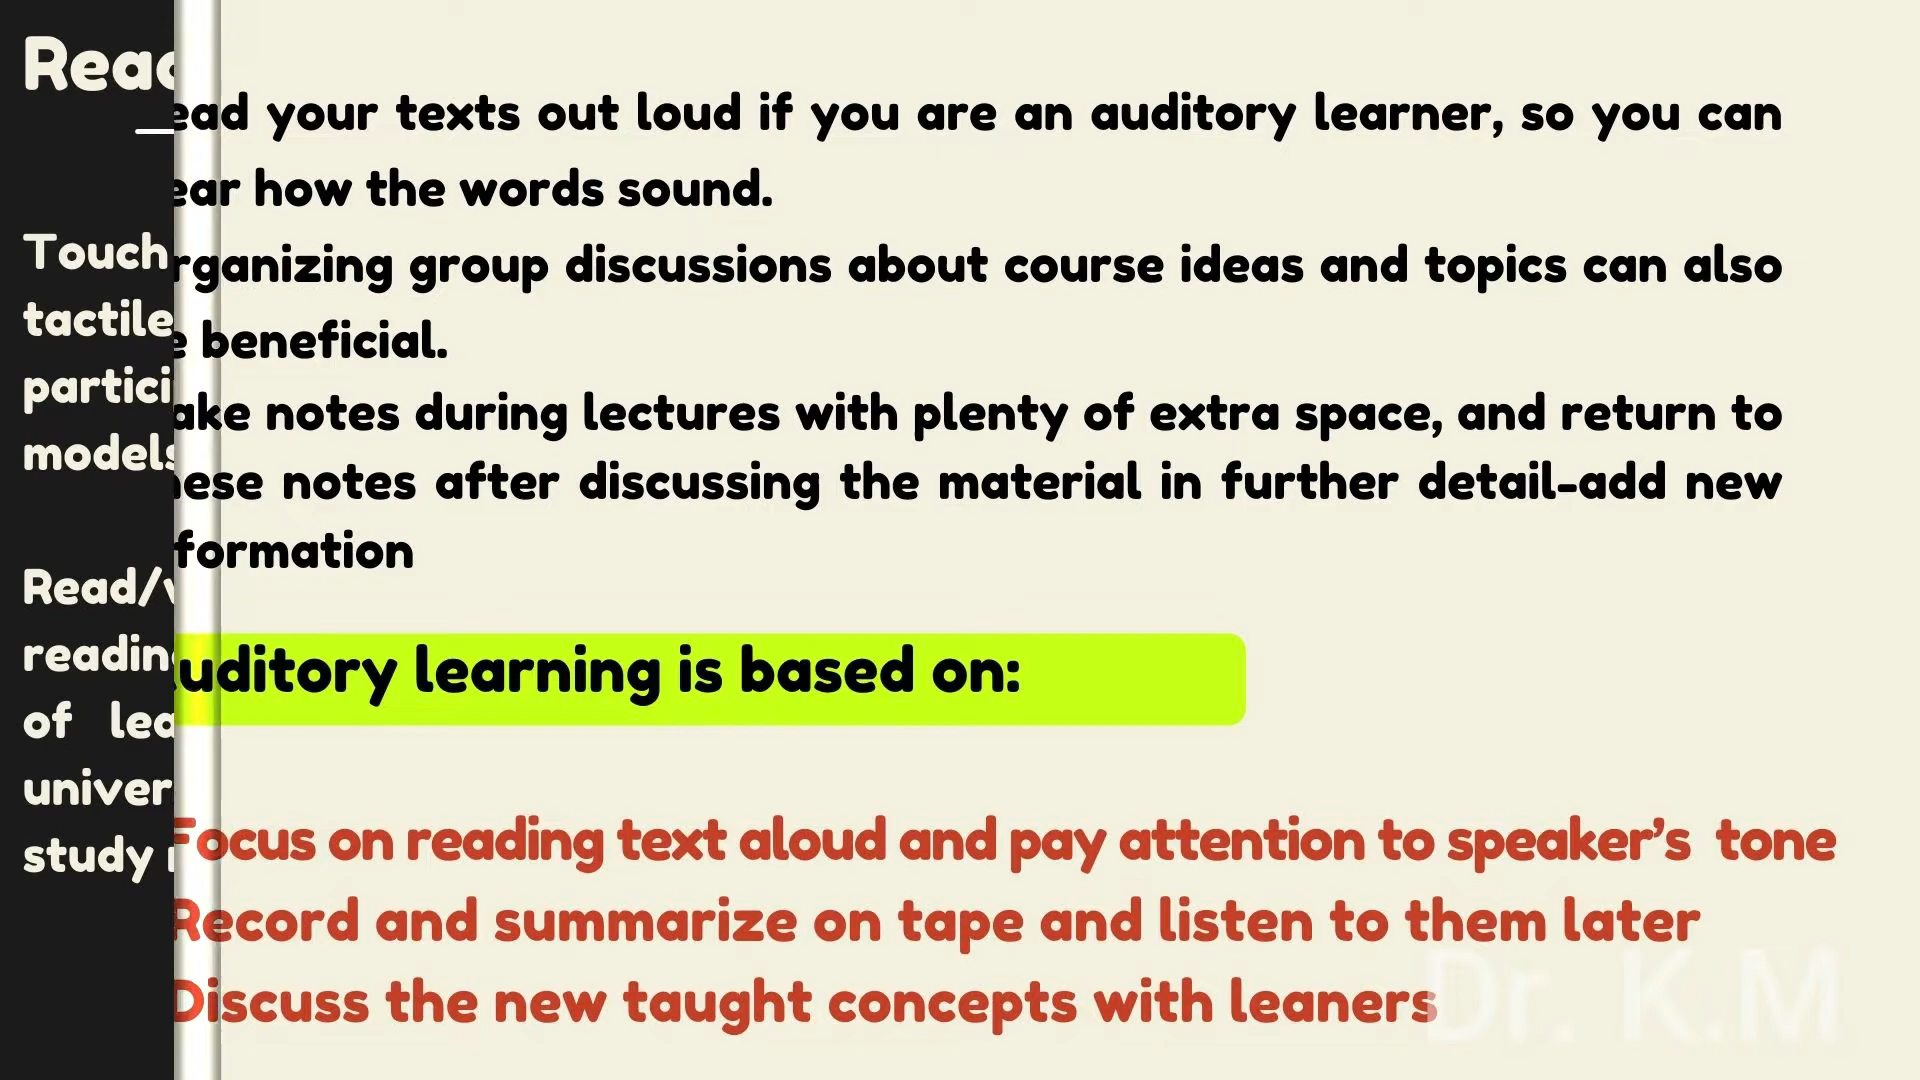 Read
Touch
tactile
partici
models
Read/w
reading
of lea
univer
study
ead your texts out loud if you are an auditory learner, so you can
ear how the words sound.
rganizing group discussions about course ideas and topics can also
e beneficial.
ake notes during lectures with plenty of extra space, and return to
hese notes after discussing the material in further detail-add new
formation
uditory learning is based on:
Focus on reading text aloud and pay attention to speaker's tone
Record and summarize on tape and listen to them later
Discuss the new taught concepts with leaners
Dr. K.M